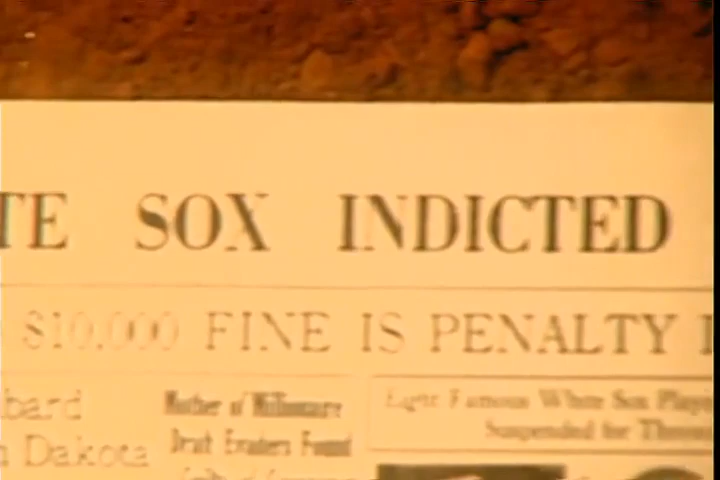 TE SOX INDICTED
$10,000 FINE IS PENALTY I
bard
Dakota
Mother of Millionaire
Draft Evaders Found
Eight Famous White Sox Play
Suspended for